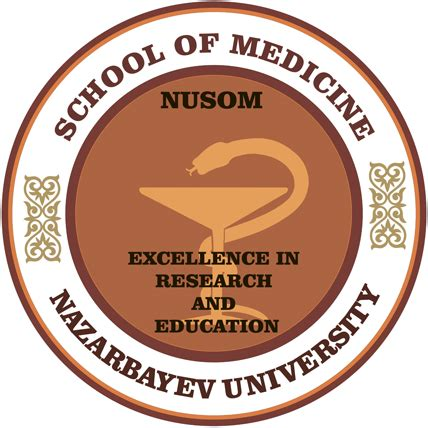 SCHOOL OF MEDICINE
NUSOM
EXCELLENCE IN
RESEARCH
AND
EDUCATION
NAZARBAYEV UNIVERSITY